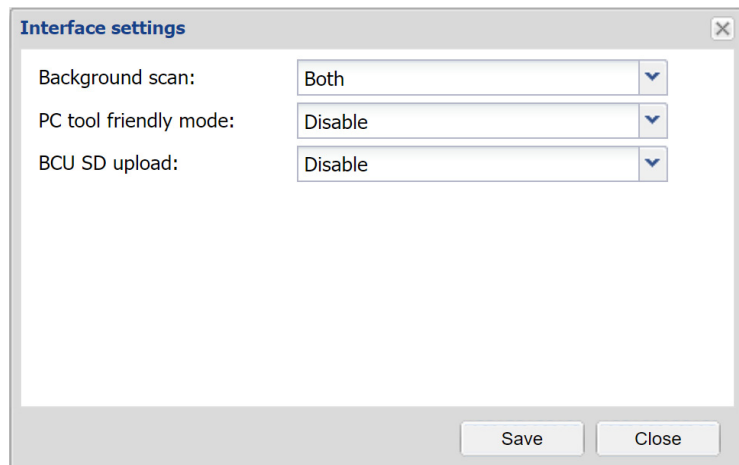 Interface settings
Background scan: Both
PC tool friendly mode: Disable
BCU SD upload: Disable
Save Close